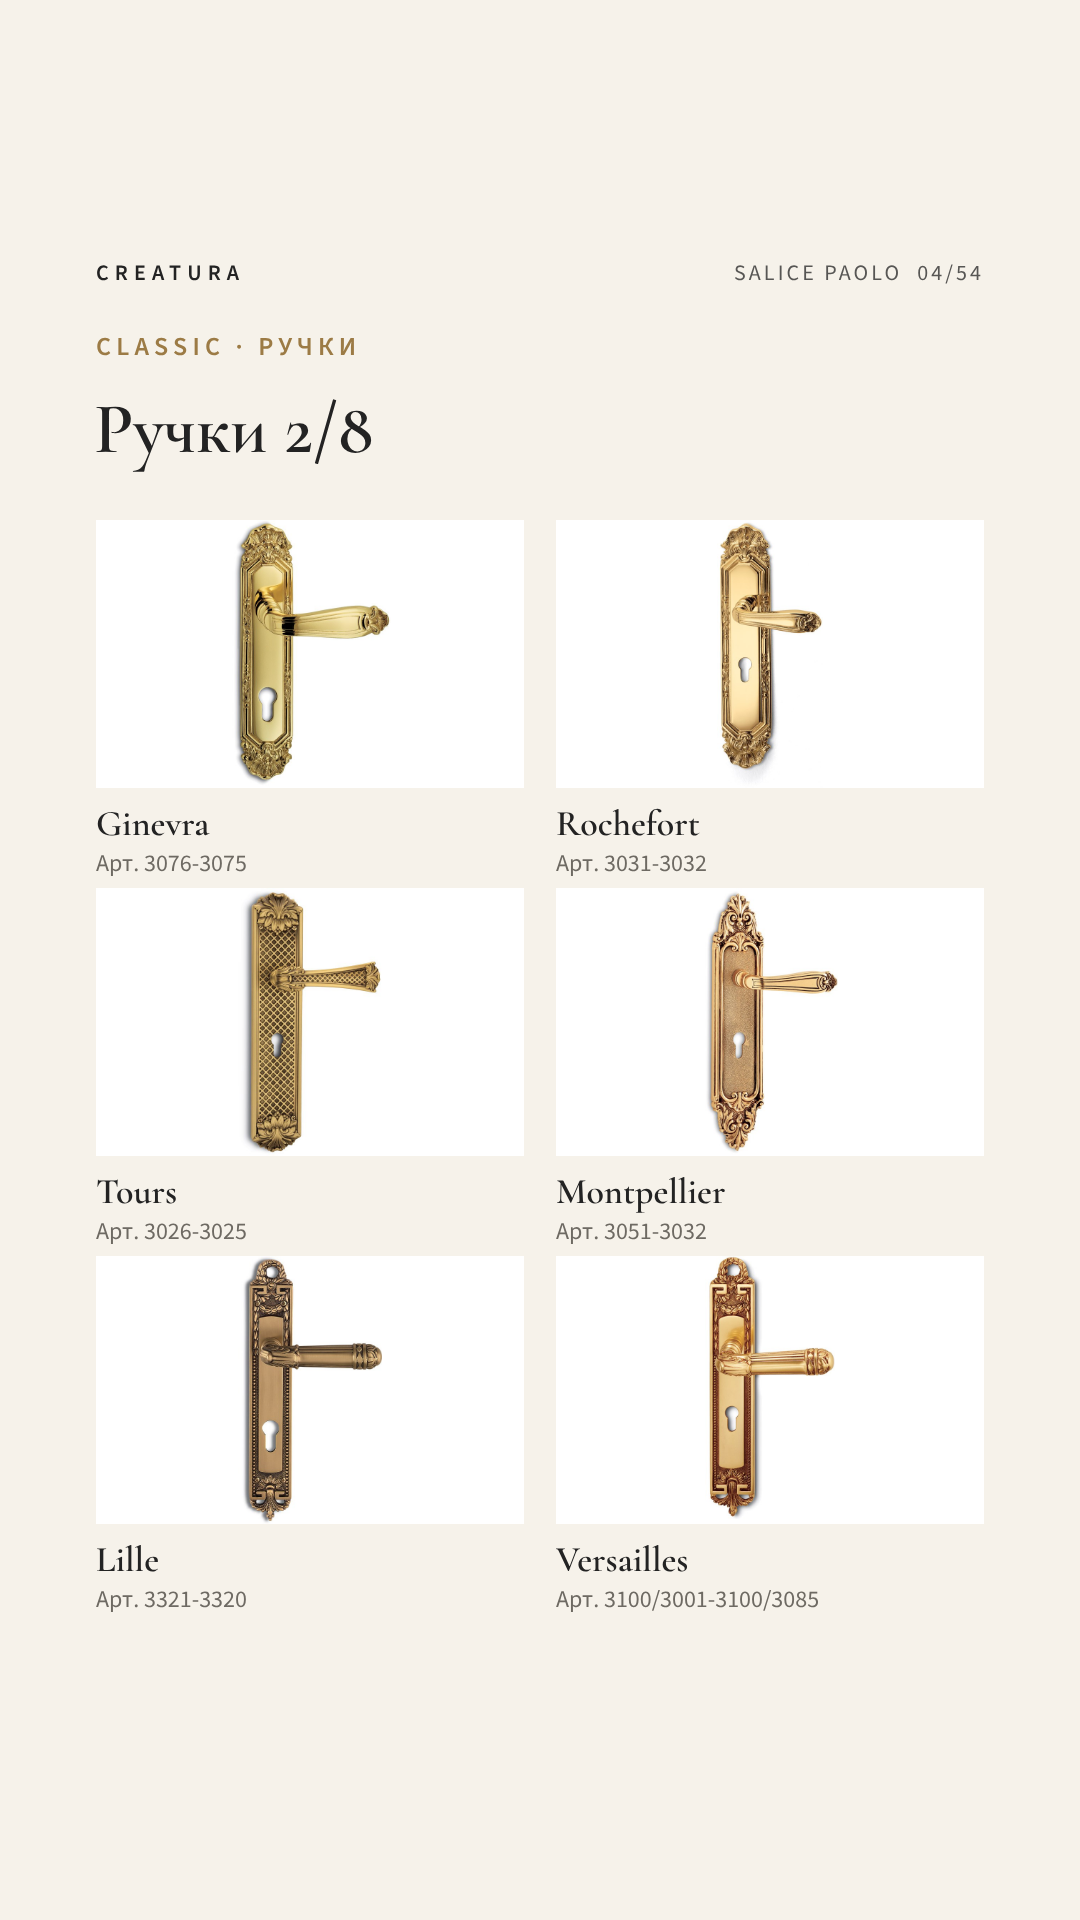 CREATURA
SALICE PAOLO 04/54
CLASSIC · РУЧКИ
Ручки 2/8
Ginevra
Арт. 3076-3075
Rochefort
Арт. 3031-3032
Tours
Арт. 3026-3025
Montpellier
Арт. 3051-3032
Lille
Арт. 3321-3320
Versailles
Арт. 3100/3001-3100/3085